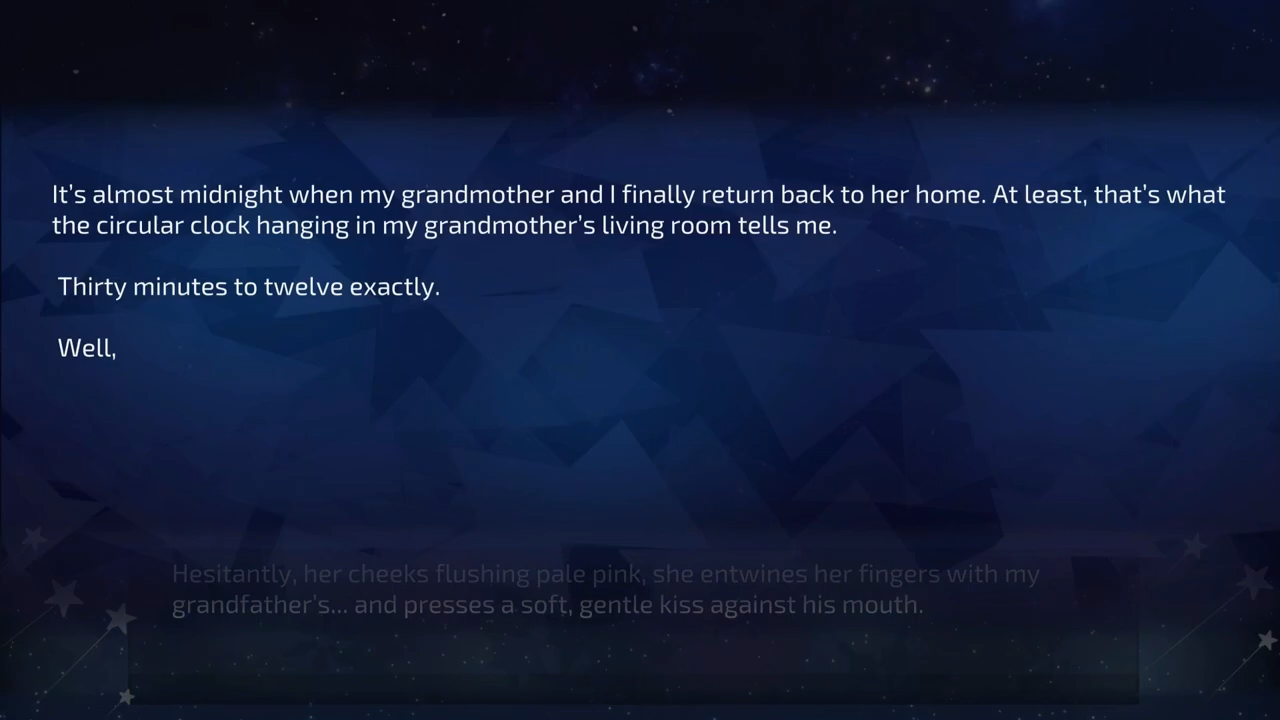 It’s almost midnight when my grandmother and I finally return back to her home. At least, that’s what
the circular clock hanging in my grandmother’s living room tells me.
Thirty minutes to twelve exactly.
Well,
Hesitantly, her cheeks flushing pale pink, she entwines her fingers with my
grandfather’s... and presses a soft, gentle kiss against his mouth.